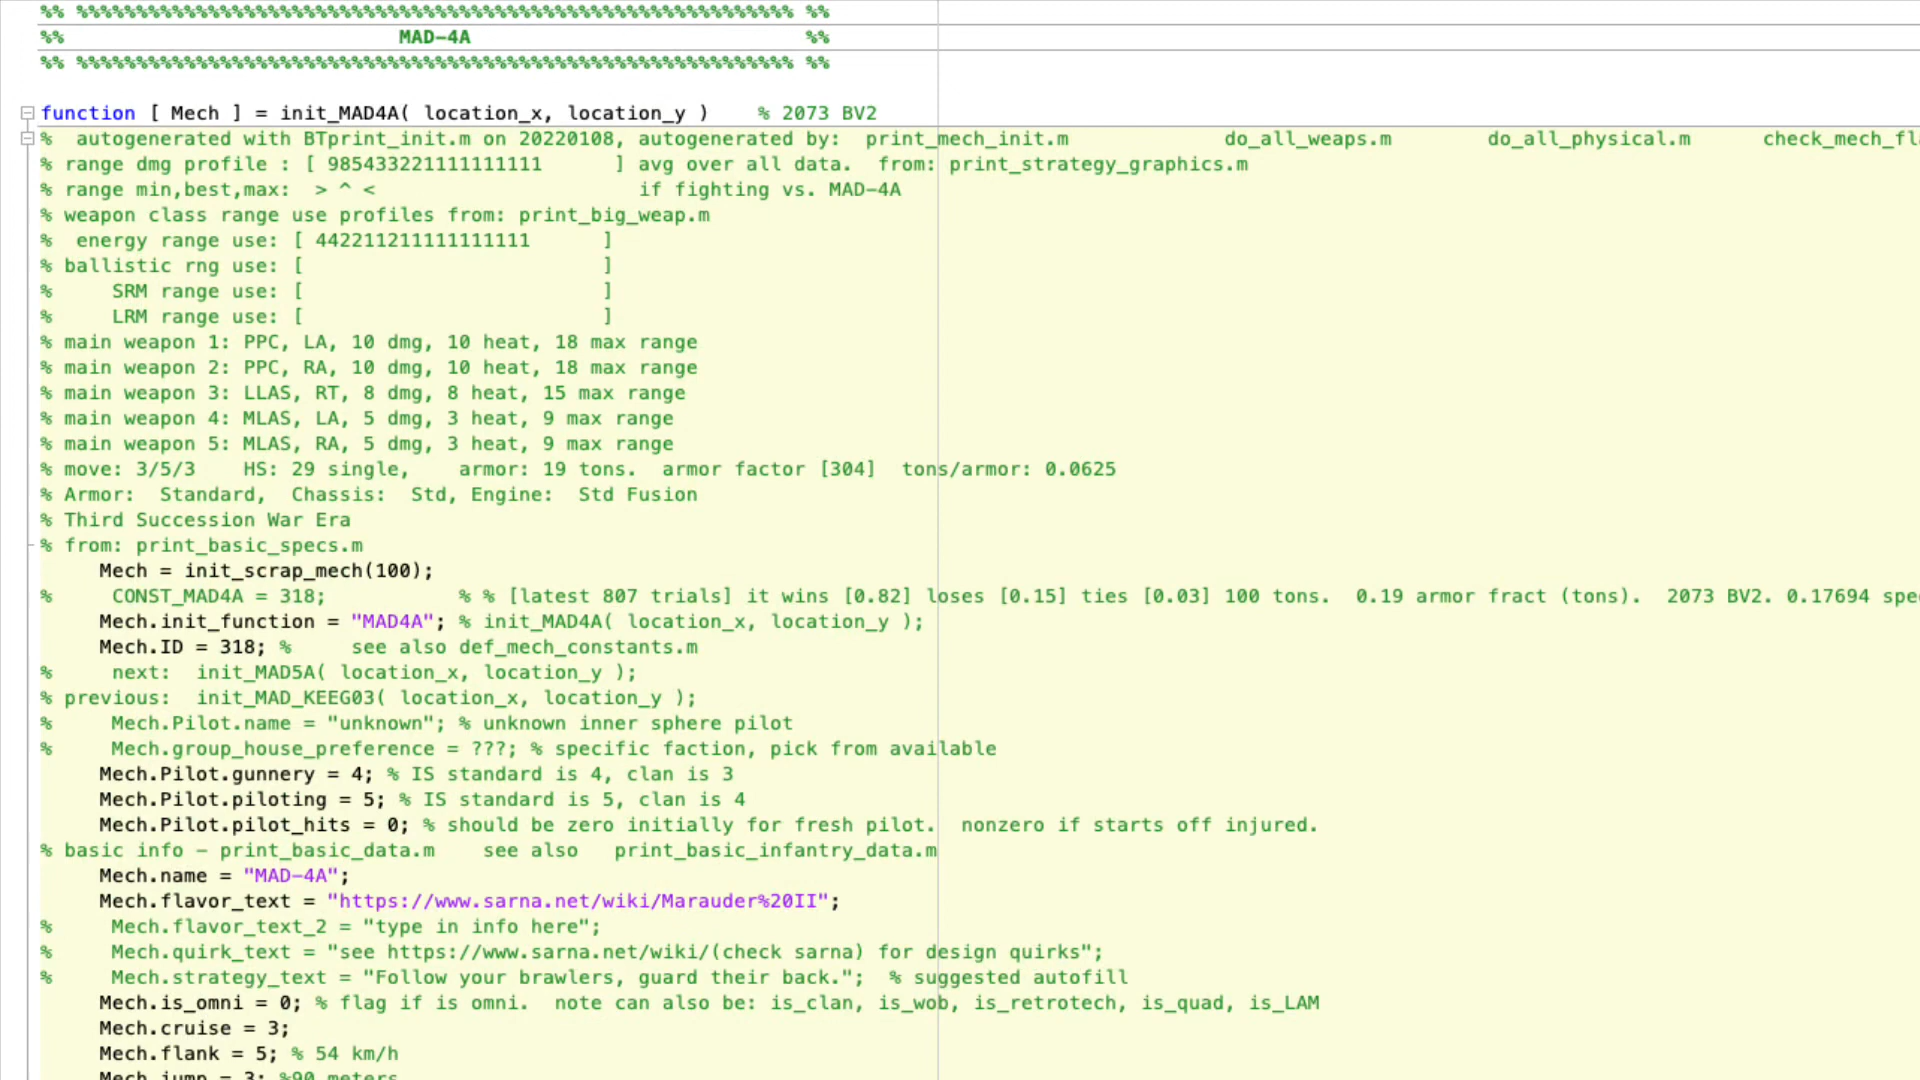 %% %%%%%%%%%%%%%%%%%%%%%%%%%%%%%%%%%%%%%%%%%%%%%%%%%%%%%%%%%%%% %%
%% MAD-4A %%
%% %%%%%%%%%%%%%%%%%%%%%%%%%%%%%%%%%%%%%%%%%%%%%%%%%%%%%%%%%%%% %%
function [ Mech ] = init_MAD4A( location_x, location_y ) % 2073 BV2
% autogenerated with BTprint_init.m on 20220108, autogenerated by: print_mech_init.m do_all_weaps.m do_all_physical.m check_mech_fl
% range dmg profile : [ 985433221111111111 ] avg over all data. from: print_strategy_graphics.m
% range min,best,max: > ^ < if fighting vs. MAD-4A
% weapon class range use profiles from: print_big_weap.m
% energy range use: [ 442211211111111111 ]
% ballistic rng use: [ ]
% SRM range use: [ ]
% LRM range use: [ ]
% main weapon 1: PPC, LA, 10 dmg, 10 heat, 18 max range
% main weapon 2: PPC, RA, 10 dmg, 10 heat, 18 max range
% main weapon 3: LLAS, RT, 8 dmg, 8 heat, 15 max range
% main weapon 4: MLAS, LA, 5 dmg, 3 heat, 9 max range
% main weapon 5: MLAS, RA, 5 dmg, 3 heat, 9 max range
% move: 3/5/3 HS: 29 single, armor: 19 tons. armor factor [304] tons/armor: 0.0625
% Armor: Standard, Chassis: Std, Engine: Std Fusion
% Third Succession War Era
% from: print_basic_specs.m
Mech = init_scrap_mech(100);
% CONST_MAD4A = 318; % % [latest 807 trials] it wins [0.82] loses [0.15] ties [0.03] 100 tons. 0.19 armor fract (tons). 2073 BV2. 0.17694 spe
Mech.init_function = "MAD4A"; % init_MAD4A( location_x, location_y );
Mech.ID = 318; % see also def_mech_constants.m
% next: init_MAD5A( location_x, location_y );
% previous: init_MAD_KEEG03( location_x, location_y );
% Mech.Pilot.name = "unknown"; % unknown inner sphere pilot
% Mech.group_house_preference = ???; % specific faction, pick from available
Mech.Pilot.gunnery = 4; % IS standard is 4, clan is 3
Mech.Pilot.piloting = 5; % IS standard is 5, clan is 4
Mech.Pilot.pilot_hits = 0; % should be zero initially for fresh pilot. nonzero if starts off injured.
% basic info – print_basic_data.m see also print_basic_infantry_data.m
Mech.name = "MAD-4A";
Mech.flavor_text = "https://www.sarna.net/wiki/Marauder%20II";
% Mech.flavor_text_2 = "type in info here";
% Mech.quirk_text = "see https://www.sarna.net/wiki/(check sarna) for design quirks";
% Mech.strategy_text = "Follow your brawlers, guard their back."; % suggested autofill
Mech.is_omni = 0; % flag if is omni. note can also be: is_clan, is_wob, is_retrotech, is_quad, is_LAM
Mech.cruise = 3;
Mech.flank = 5; % 54 km/h
Mech.jump = 3; %90 meters